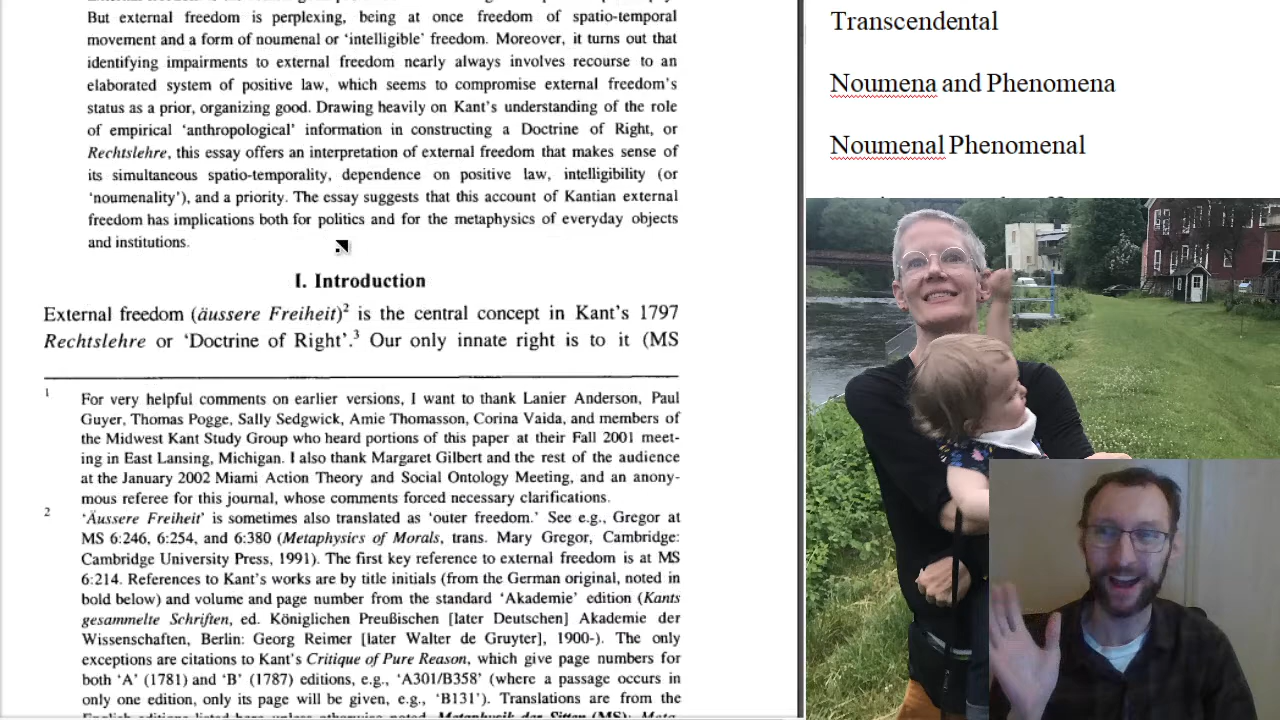 But external freedom is perplexing, being at once freedom of spatio-temporal
movement and a form of noumenal or ‘intelligible’ freedom. Moreover, it turns out that
identifying impairments to external freedom nearly always involves recourse to an
elaborated system of positive law, which seems to compromise external freedom’s
status as a prior, organizing good. Drawing heavily on Kant’s understanding of the role
of empirical ‘anthropological’ information in constructing a Doctrine of Right, or
Rechtslehre, this essay offers an interpretation of external freedom that makes sense of
its simultaneous spatio-temporality, dependence on positive law, intelligibility (or
‘noumenality’), and a priority. The essay suggests that this account of Kantian external
freedom has implications both for politics and for the metaphysics of everyday objects
and institutions.
I. Introduction
External freedom (äussere Freiheit)² is the central concept in Kant’s 1797
Rechtslehre or ‘Doctrine of Right’.³ Our only innate right is to it (MS
1 For very helpful comments on earlier versions, I want to thank Lanier Anderson, Paul
Guyer, Thomas Pogge, Sally Sedgwick, Amie Thomasson, Corina Vaida, and members of
the Midwest Kant Study Group who heard portions of this paper at their Fall 2001 meet-
ing in East Lansing, Michigan. I also thank Margaret Gilbert and the rest of the audience
at the January 2002 Miami Action Theory and Social Ontology Meeting, and an anony-
mous referee for this journal, whose comments forced necessary clarifications.
2 ‘Äussere Freiheit’ is sometimes also translated as ‘outer freedom.’ See e.g., Gregor at
MS 6:246, 6:254, and 6:380 (Metaphysics of Morals, trans. Mary Gregor, Cambridge:
Cambridge University Press, 1991). The first key reference to external freedom is at MS
6:214. References to Kant’s works are by title initials (from the German original, noted in
bold below) and volume and page number from the standard ‘Akademie’ edition (Kants
gesammelte Schriften, ed. Königlichen Preußischen [later Deutschen] Akademie der
Wissenschaften, Berlin: Georg Reimer [later Walter de Gruyter], 1900-). The only
exceptions are citations to Kant’s Critique of Pure Reason, which give page numbers for
both ‘A’ (1781) and ‘B’ (1787) editions, e.g., ‘A301/B358’ (where a passage occurs in
only one edition, only its page will be given, e.g., ‘B131’). Translations are from the
Transcendental
Noumena and Phenomena
Noumenal Phenomenal